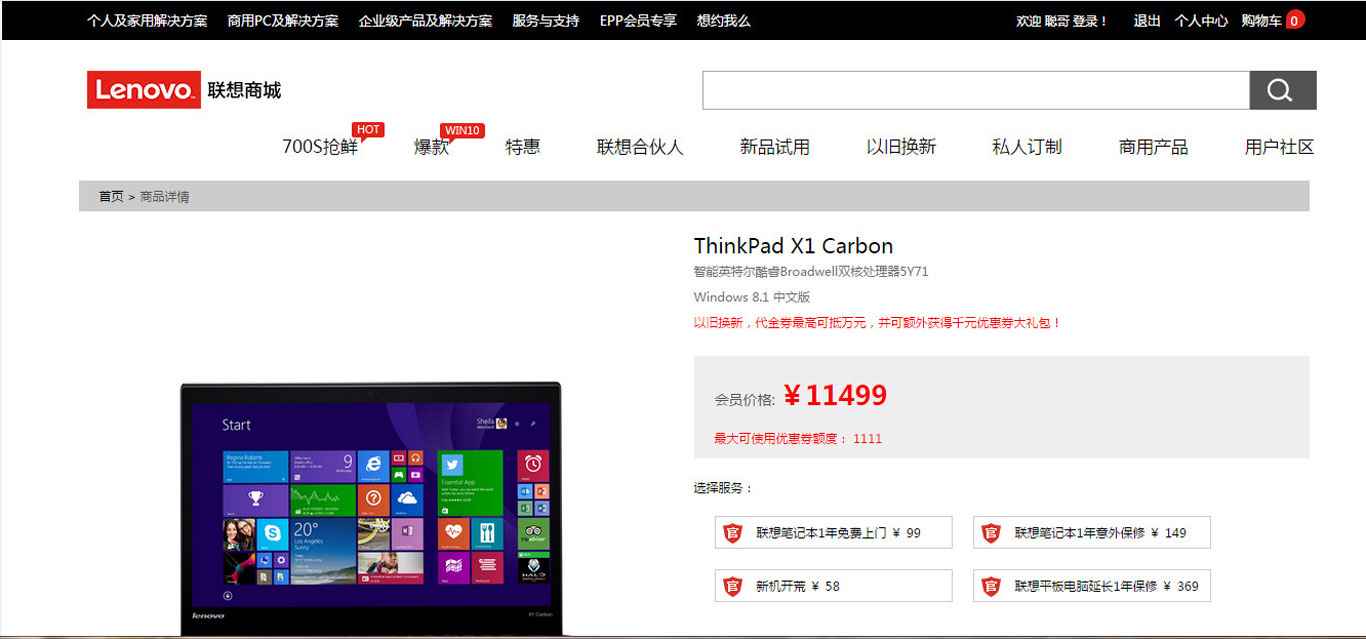 个人及家用解决方案 商用PC及解决方案 企业级产品及解决方案 服务与支持 EPP会员专享 想约我么 欢迎 聪哥 登录！ 退出 个人中心 购物车 0
Lenovo 联想商城
HOT WIN10
700S抢鲜 爆款 特惠 联想合伙人 新品试用 以旧换新 私人订制 商用产品 用户社区
首页 > 商品详情
ThinkPad X1 Carbon
智能英特尔酷睿Broadwell双核处理器5Y71
Windows 8.1 中文版
以旧换新，代金券最高可抵万元，并可额外获得千元优惠券大礼包！
会员价格: ￥11499
最大可使用优惠券额度： 1111
选择服务：
联想笔记本1年免费上门 ￥ 99
联想笔记本1年意外保修 ￥ 149
新机开荒 ￥ 58
联想平板电脑延长1年保修 ￥ 369
Start
Sheila
Regina Roberts
9
Essential App
20°
Los Angeles
Sunny
HALO
lenovo
X1 Carbon